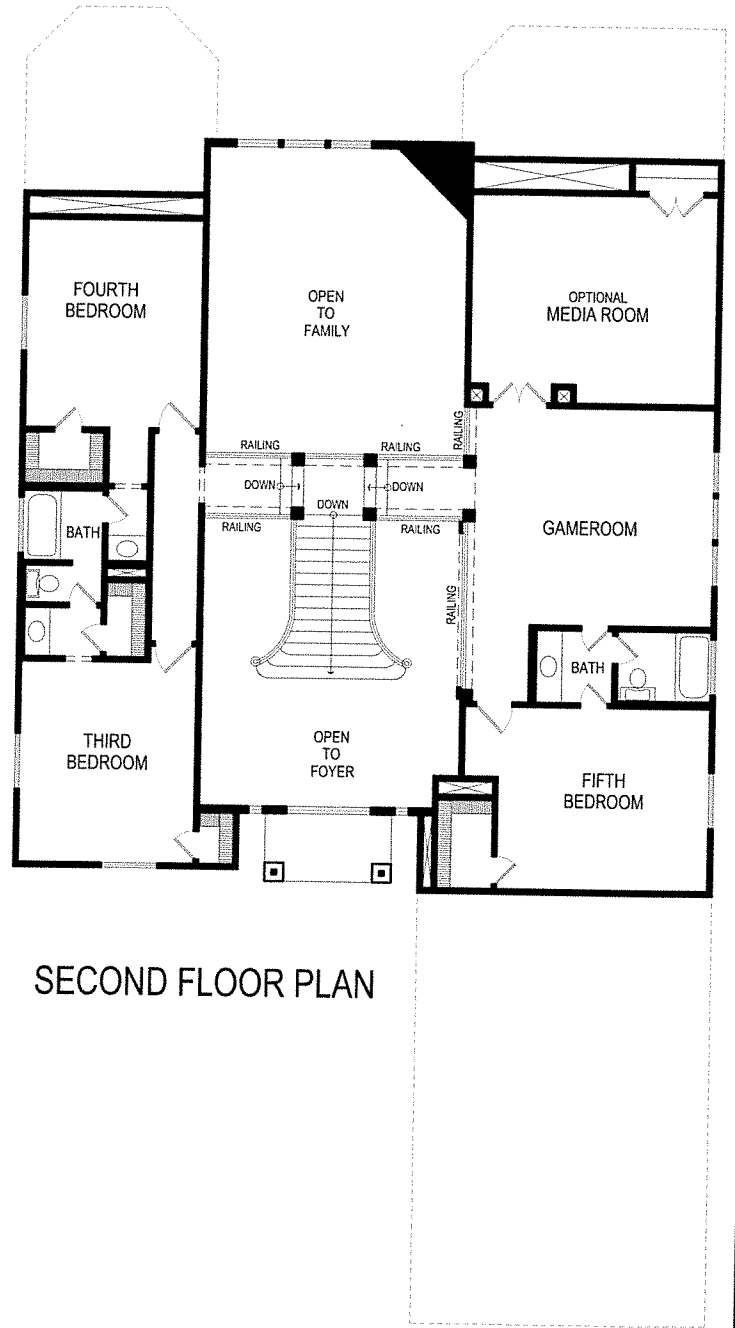 FOURTH
BEDROOM
OPEN
TO
FAMILY
OPTIONAL
MEDIA ROOM
RAILING
RAILING
RAILING
DOWN
DOWN
DOWN
RAILING
RAILING
BATH
GAMEROOM
RAILING
BATH
THIRD
BEDROOM
OPEN
TO
FOYER
FIFTH
BEDROOM
SECOND FLOOR PLAN